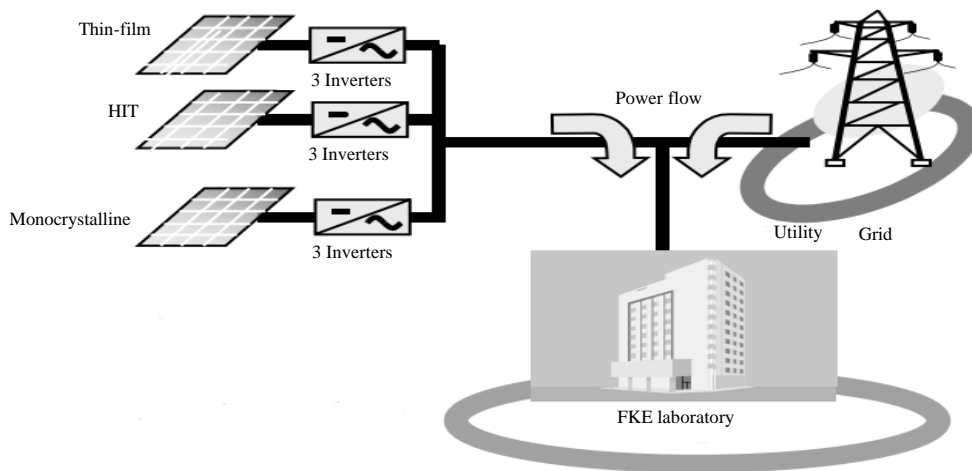 Thin-film
3 Inverters
HIT
3 Inverters
Monocrystalline
3 Inverters
Power flow
Utility Grid
FKE laboratory